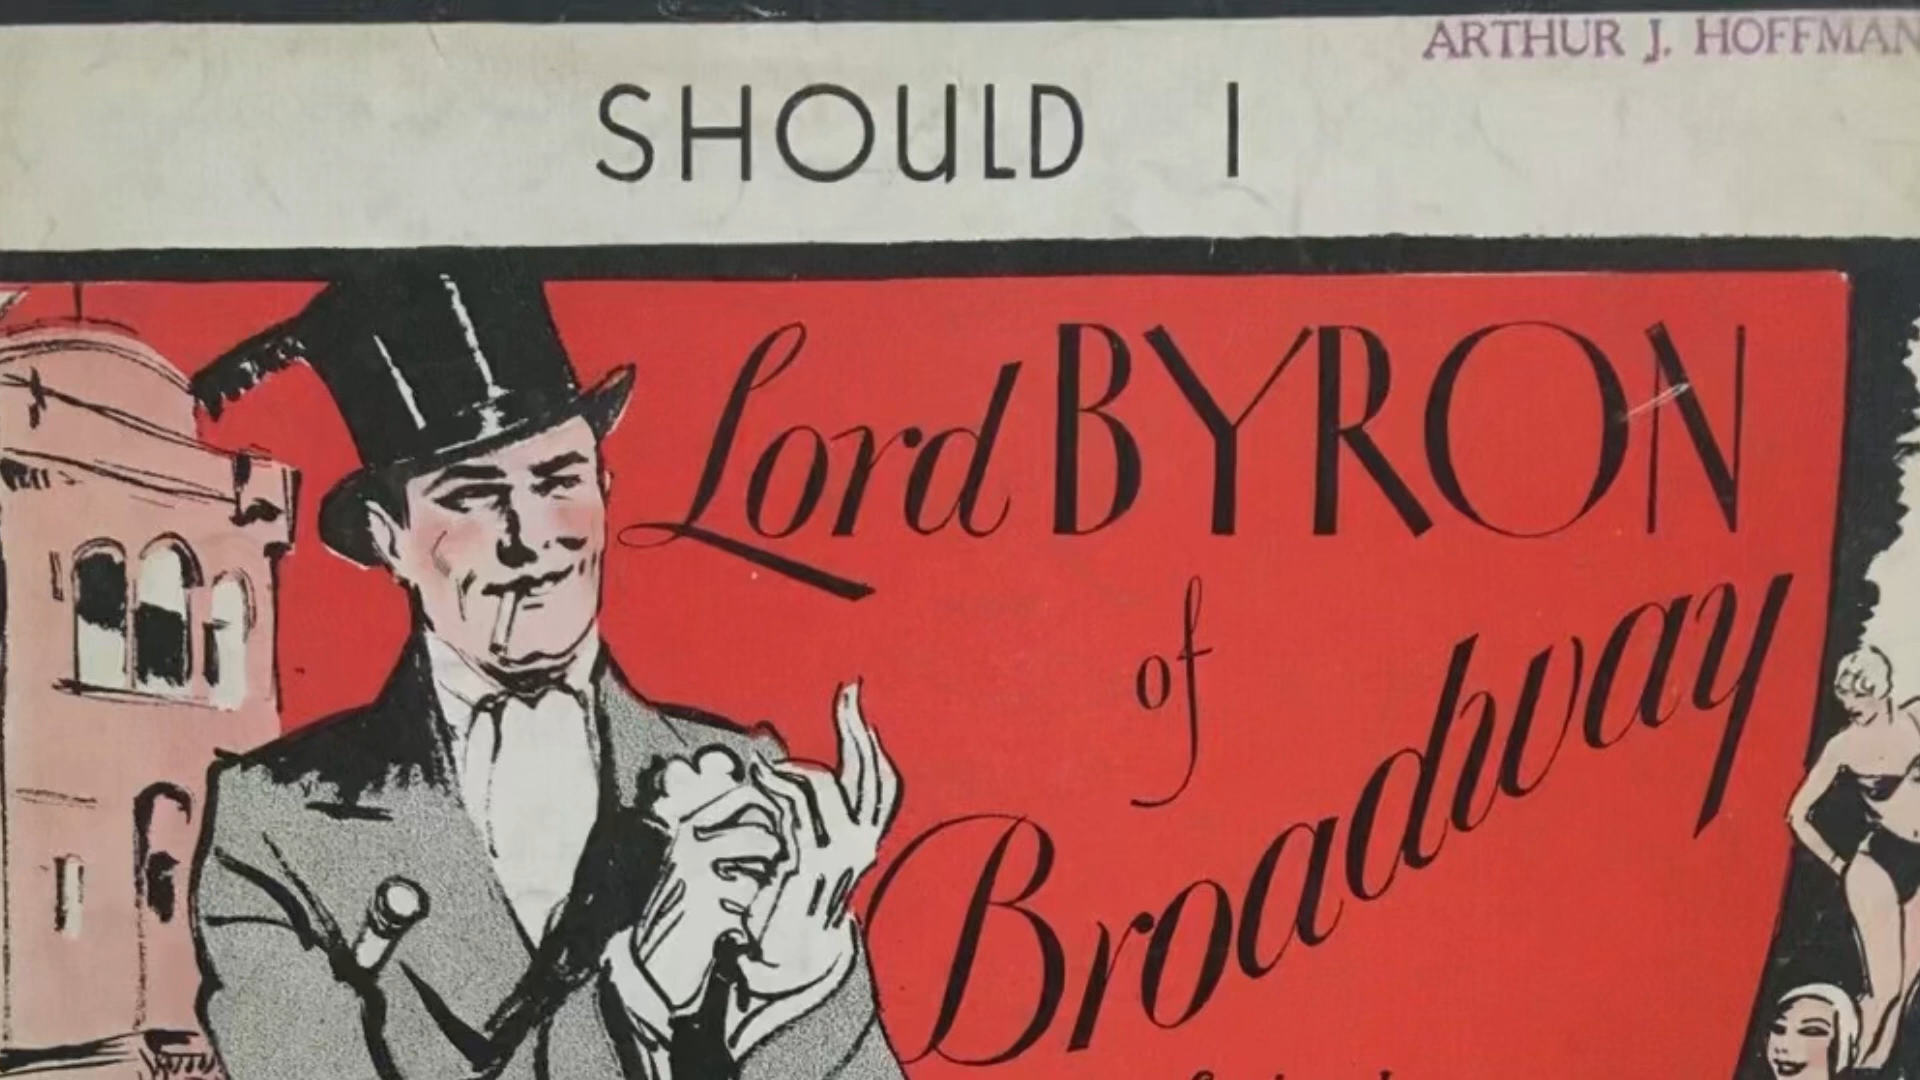 ARTHUR J. HOFFMAN
SHOULD I
Lord BYRON
of
Broadway